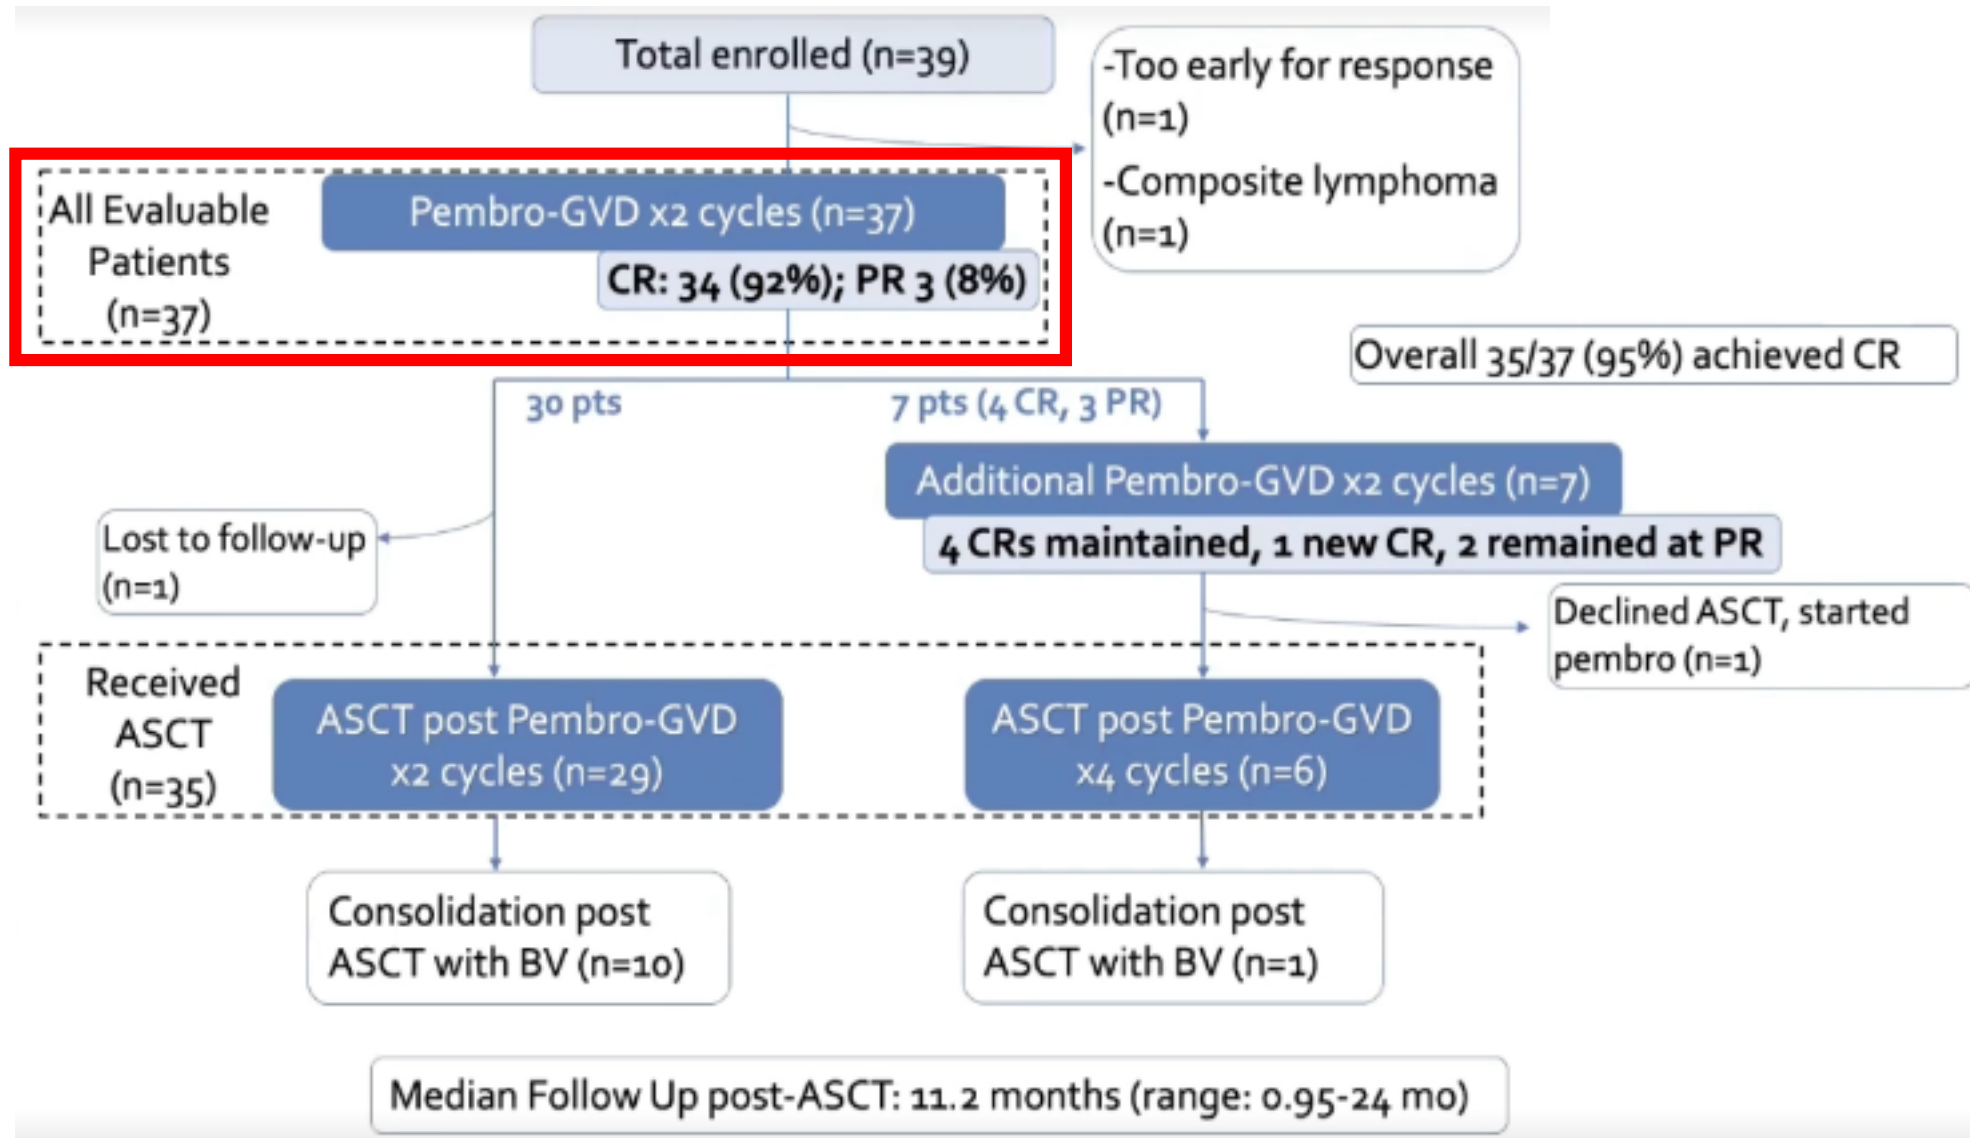 Total enrolled (n=39)
-Too early for response
(n=1)
-Composite lymphoma
(n=1)
All Evaluable
Patients
(n=37)
Pembro-GVD x2 cycles (n=37)
CR: 34 (92%); PR 3 (8%)
Overall 35/37 (95%) achieved CR
30 pts
7 pts (4 CR, 3 PR)
Additional Pembro-GVD x2 cycles (n=7)
4 CRs maintained, 1 new CR, 2 remained at PR
Lost to follow-up
(n=1)
Declined ASCT, started
pembro (n=1)
Received
ASCT
(n=35)
ASCT post Pembro-GVD
x2 cycles (n=29)
ASCT post Pembro-GVD
x4 cycles (n=6)
Consolidation post
ASCT with BV (n=10)
Consolidation post
ASCT with BV (n=1)
Median Follow Up post-ASCT: 11.2 months (range: 0.95-24 mo)